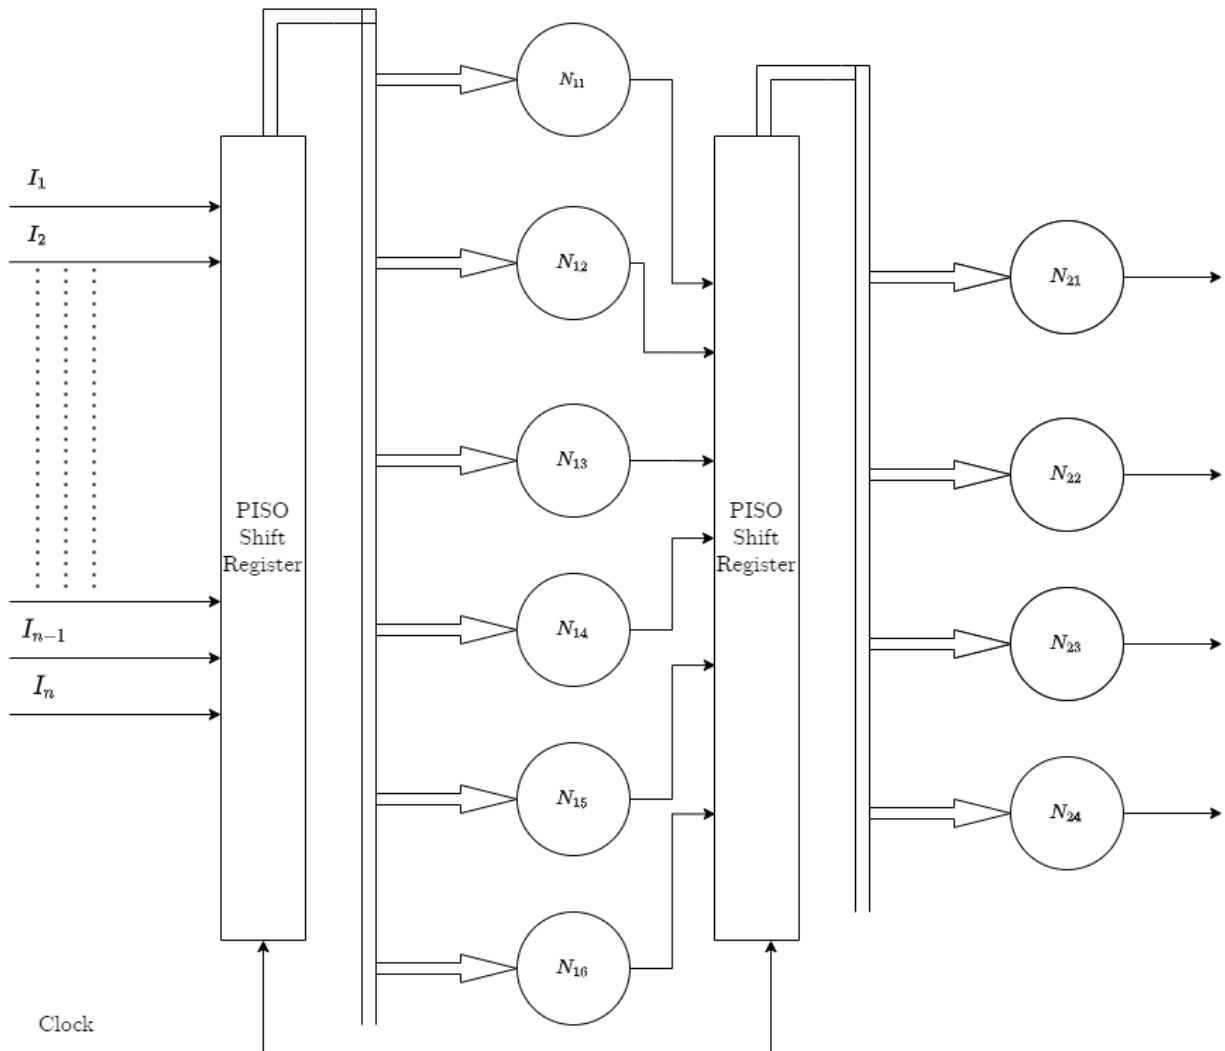 I₁
I₂
Iₙ₋₁
Iₙ
PISO
Shift
Register
N₁₁
N₁₂
N₁₃
N₁₄
N₁₅
N₁₆
PISO
Shift
Register
N₂₁
N₂₂
N₂₃
N₂₄
Clock